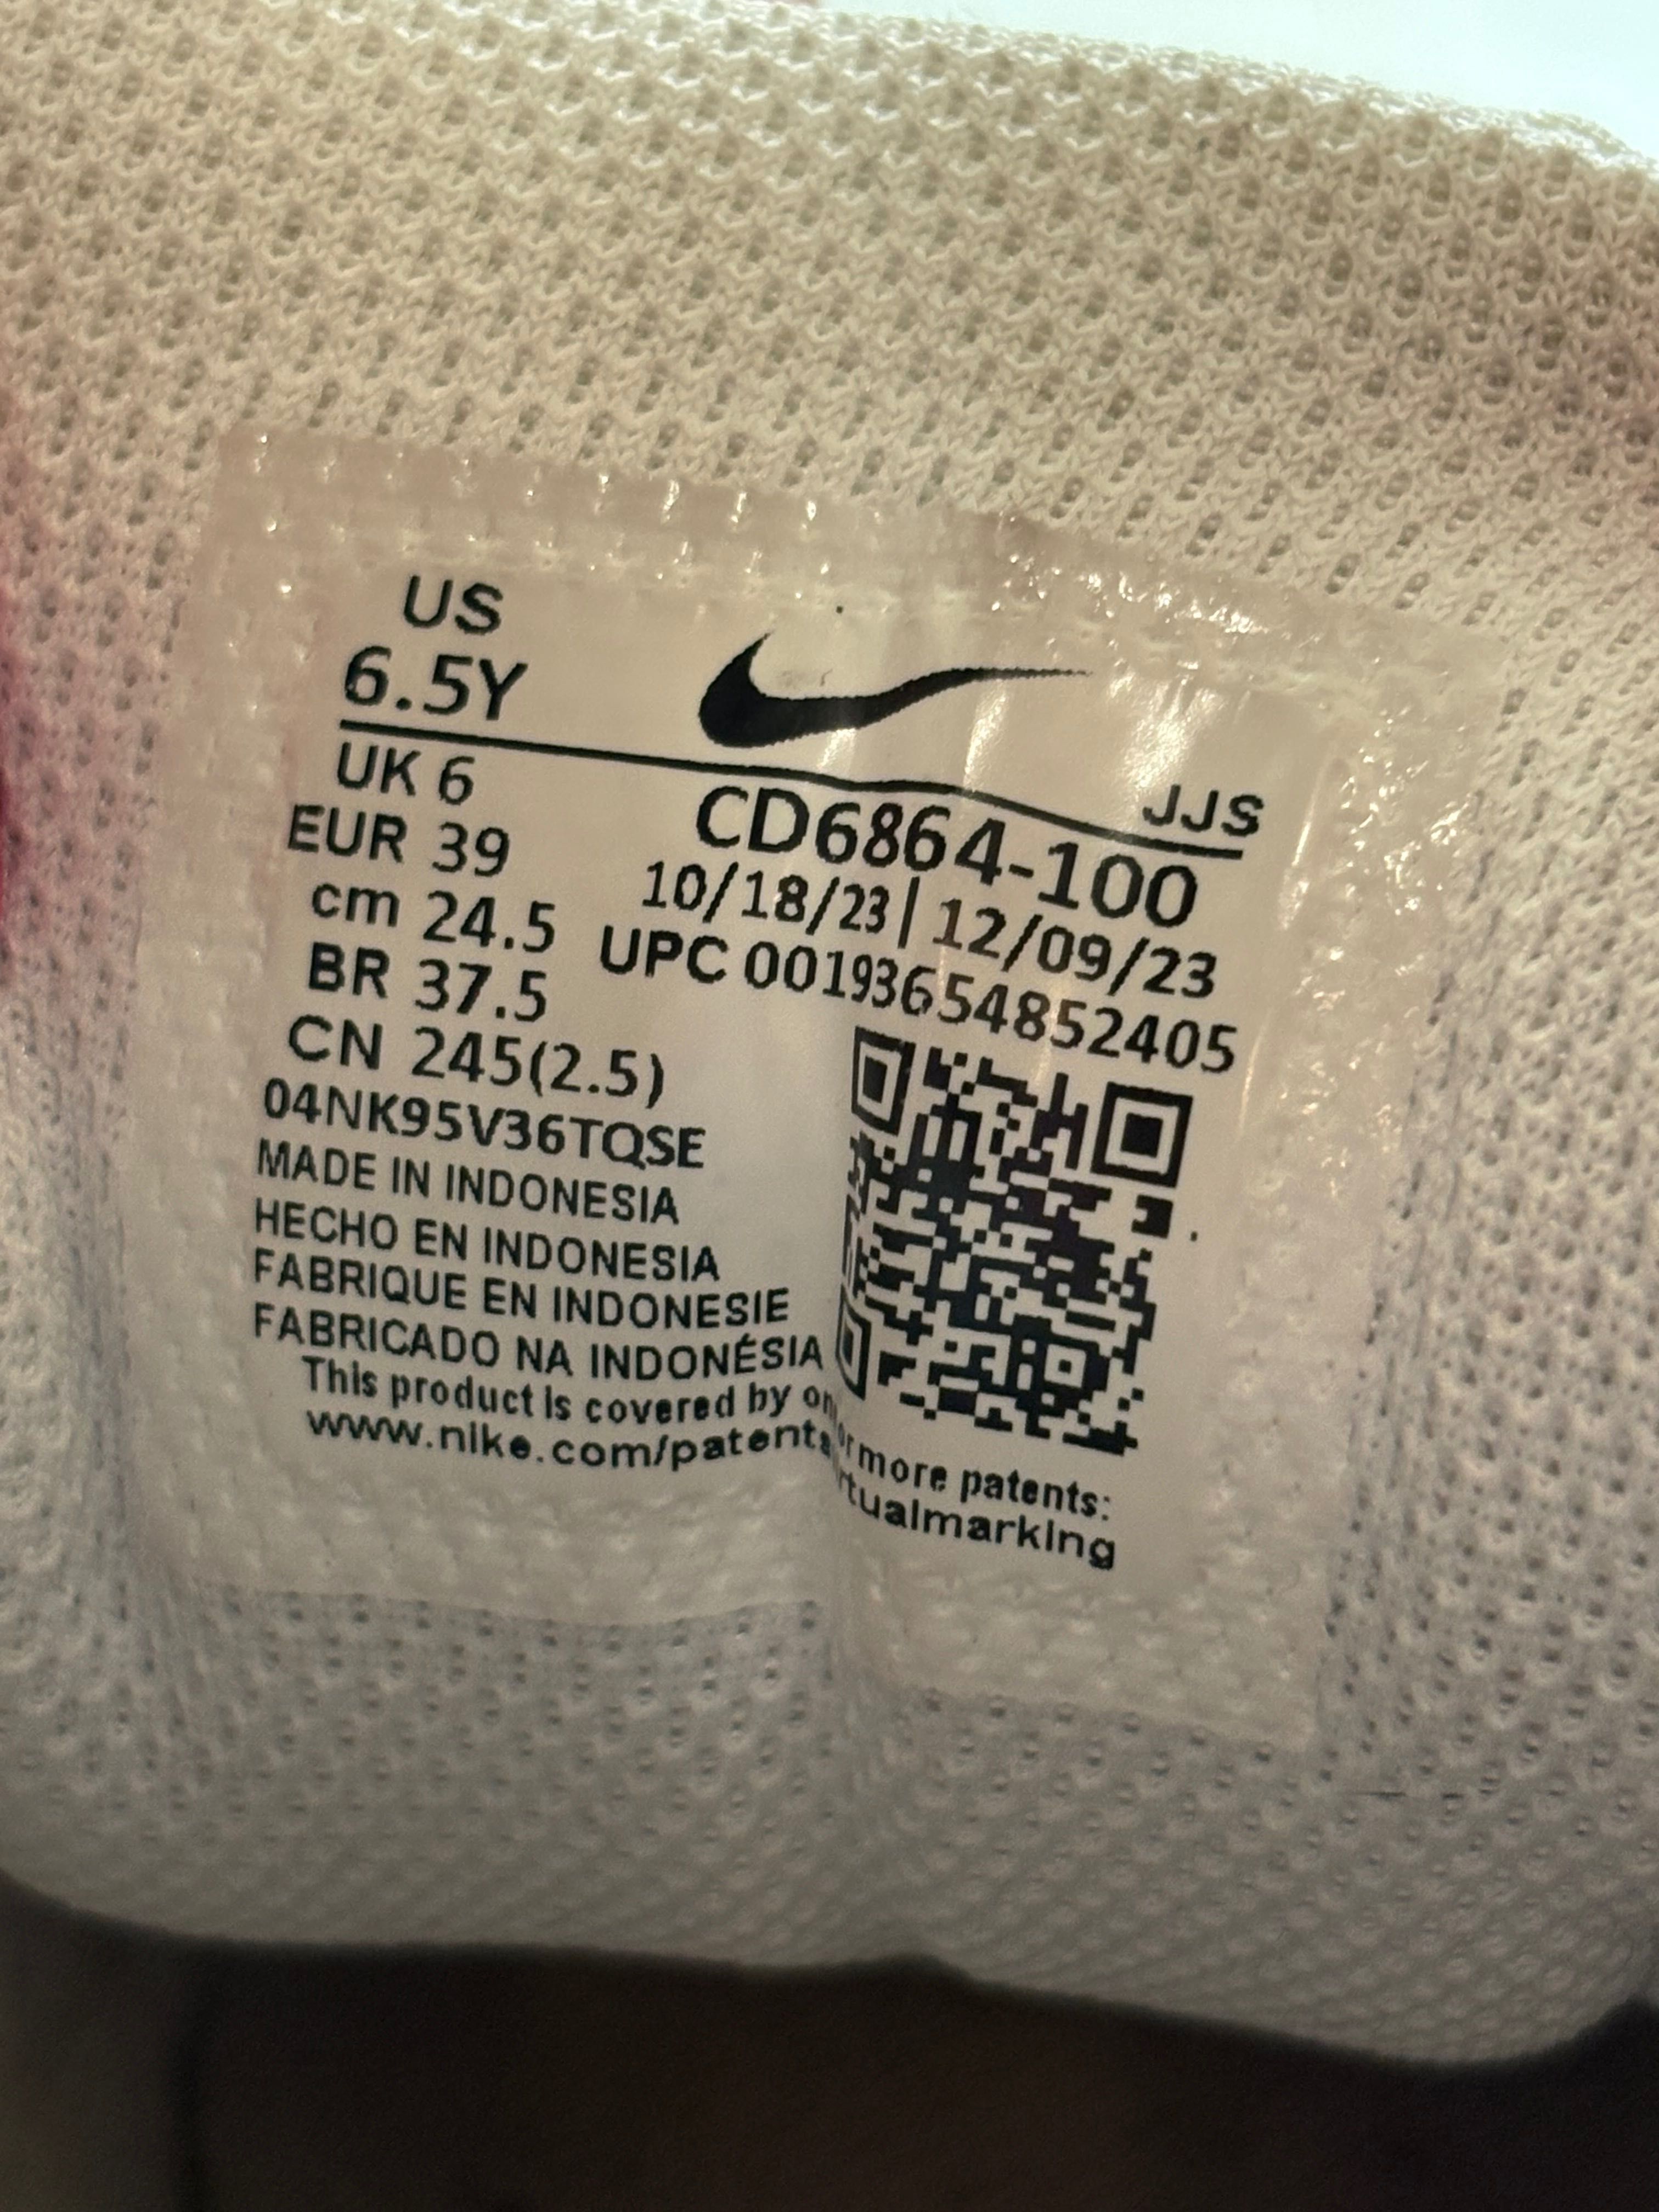 US
6.5Y
JJS
UK 6
EUR 39
cm 24.5
BR 37.5
CN 245(2.5)
CD6864-100
10/18/23 | 12/09/23
UPC 00193654852405
04NK95V36TQSE
MADE IN INDONESIA
HECHO EN INDONESIA
FABRIQUE EN INDONESIE
FABRICADO NA INDONÉSIA
This product is covered by more patents:
www.nike.com/patents